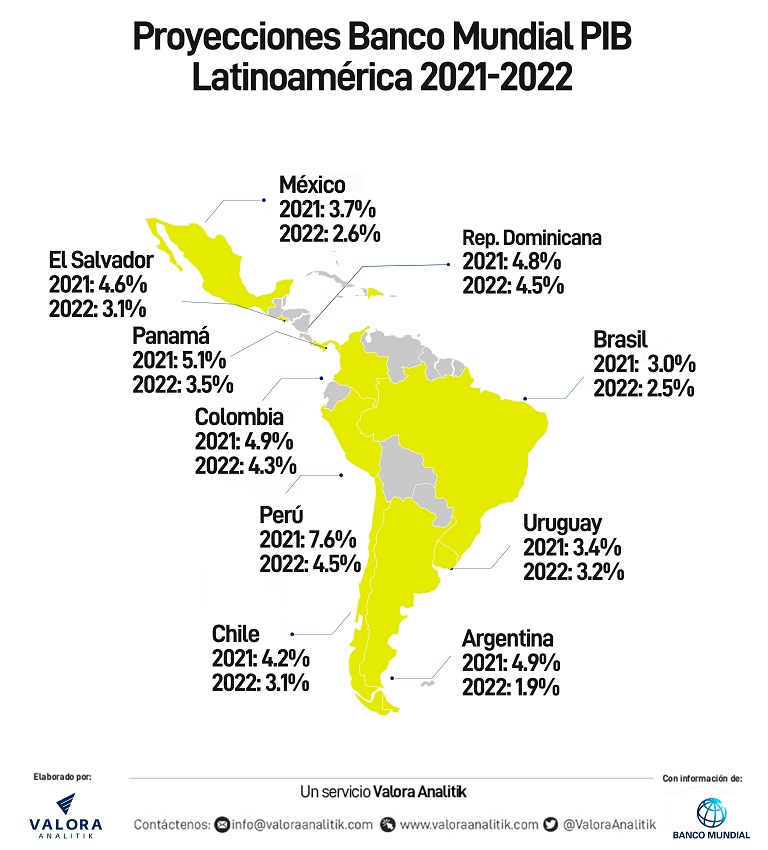 Proyecciones Banco Mundial PIB
Latinoamérica 2021-2022
México
2021: 3.7%
2022: 2.6%
Rep. Dominicana
2021: 4.8%
2022: 4.5%
El Salvador
2021: 4.6%
2022: 3.1%
Panamá
2021: 5.1%
2022: 3.5%
Brasil
2021: 3.0%
2022: 2.5%
Colombia
2021: 4.9%
2022: 4.3%
Perú
2021: 7.6%
2022: 4.5%
Uruguay
2021: 3.4%
2022: 3.2%
Chile
2021: 4.2%
2022: 3.1%
Argentina
2021: 4.9%
2022: 1.9%
Elaborado por:
VALORA
ANALITIK
Un servicio Valora Analitik
Contáctenos: info@valoraanalitik.com www.valoraanalitik.com @ValoraAnalitik
Con información de:
BANCO MUNDIAL